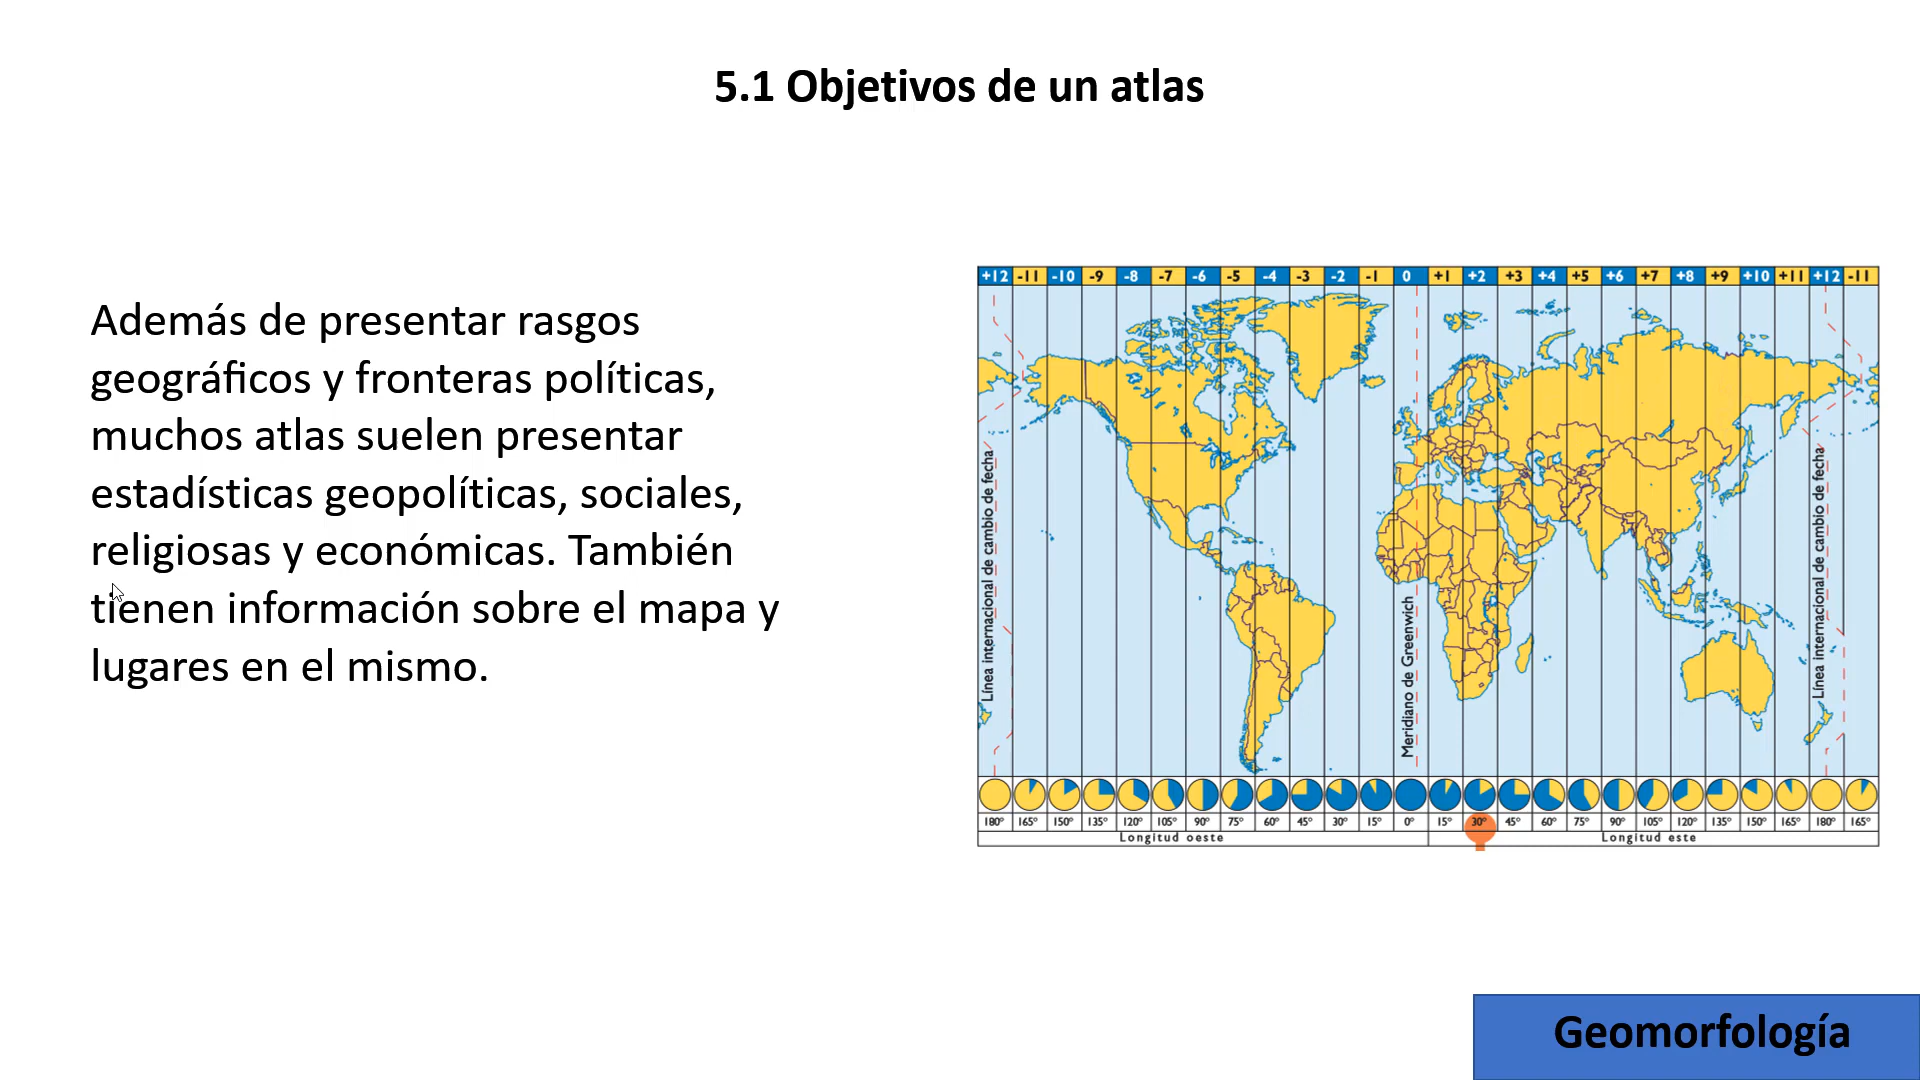 5.1 Objetivos de un atlas
Además de presentar rasgos
geográficos y fronteras políticas,
muchos atlas suelen presentar
estadísticas geopolíticas, sociales,
religiosas y económicas. También
tienen información sobre el mapa y
lugares en el mismo.
+12 -11 -10 -9 -8 -7 -6 -5 -4 -3 -2 -1 0 +1 +2 +3 +4 +5 +6 +7 +8 +9 +10 +11 +12 -11
Línea internacional de cambio de fecha
Meridiano de Greenwich
Línea internacional de cambio de fecha
180° 165° 150° 135° 120° 105° 90° 75° 60° 45° 30° 15° 0° 15° 30° 45° 60° 75° 90° 105° 120° 135° 150° 165° 180° 165°
Longitud oeste Longitud este
Geomorfología